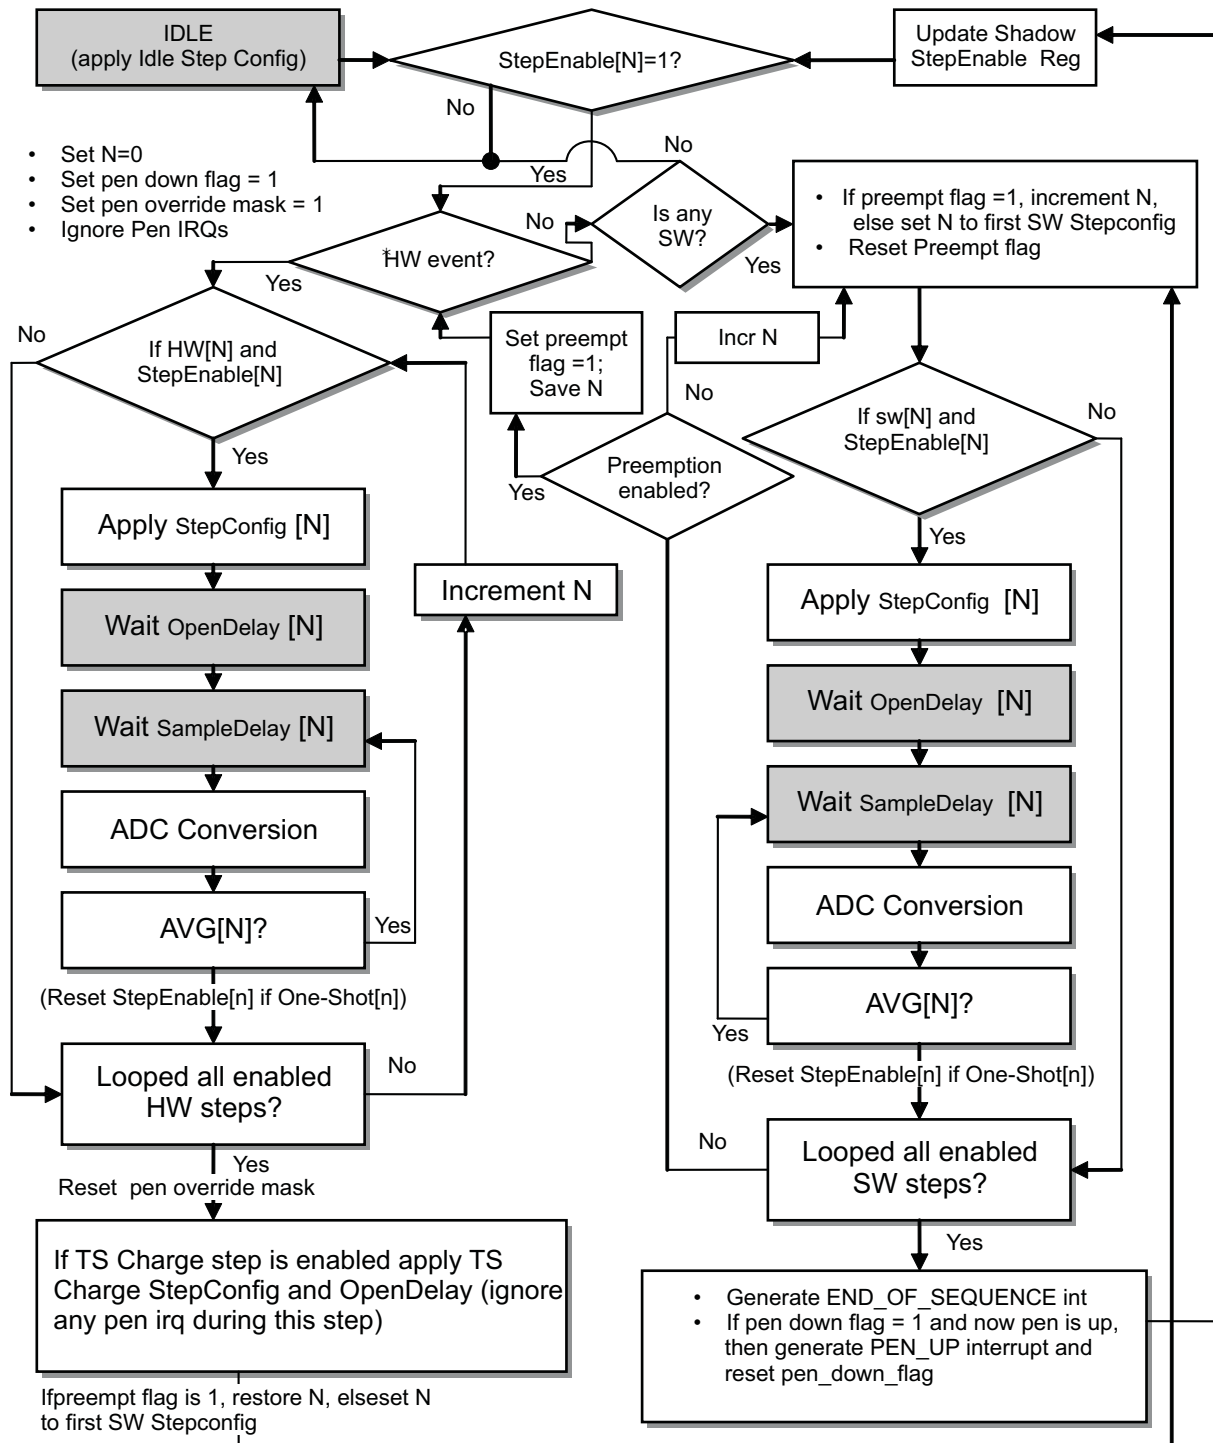 IDLE
(apply Idle Step Config)
StepEnable[N]=1?
Update Shadow
StepEnable Reg
No
No
Yes
• Set N=0
• Set pen down flag = 1
• Set pen override mask = 1
• Ignore Pen IRQs
No
Is any
SW?
Yes
• If preempt flag =1, increment N,
else set N to first SW Stepconfig
• Reset Preempt flag
*HW event?
Yes
No
If HW[N] and
StepEnable[N]
Set preempt
flag =1;
Save N
Incr N
No
Yes
Preemption
enabled?
If sw[N] and
StepEnable[N]
No
Yes
Yes
Apply StepConfig [N]
Wait OpenDelay [N]
Wait SampleDelay [N]
ADC Conversion
AVG[N]?
Yes
(Reset StepEnable[n] if One-Shot[n])
Looped all enabled
HW steps?
No
Increment N
Yes
Reset pen override mask
If TS Charge step is enabled apply TS
Charge StepConfig and OpenDelay (ignore
any pen irq during this step)
Ifpreempt flag is 1, restore N, elseset N
to first SW Stepconfig
Apply StepConfig [N]
Wait OpenDelay [N]
Wait SampleDelay [N]
ADC Conversion
AVG[N]?
Yes
(Reset StepEnable[n] if One-Shot[n])
No
Looped all enabled
SW steps?
Yes
• Generate END_OF_SEQUENCE int
• If pen down flag = 1 and now pen is up,
then generate PEN_UP interrupt and
reset pen_down_flag